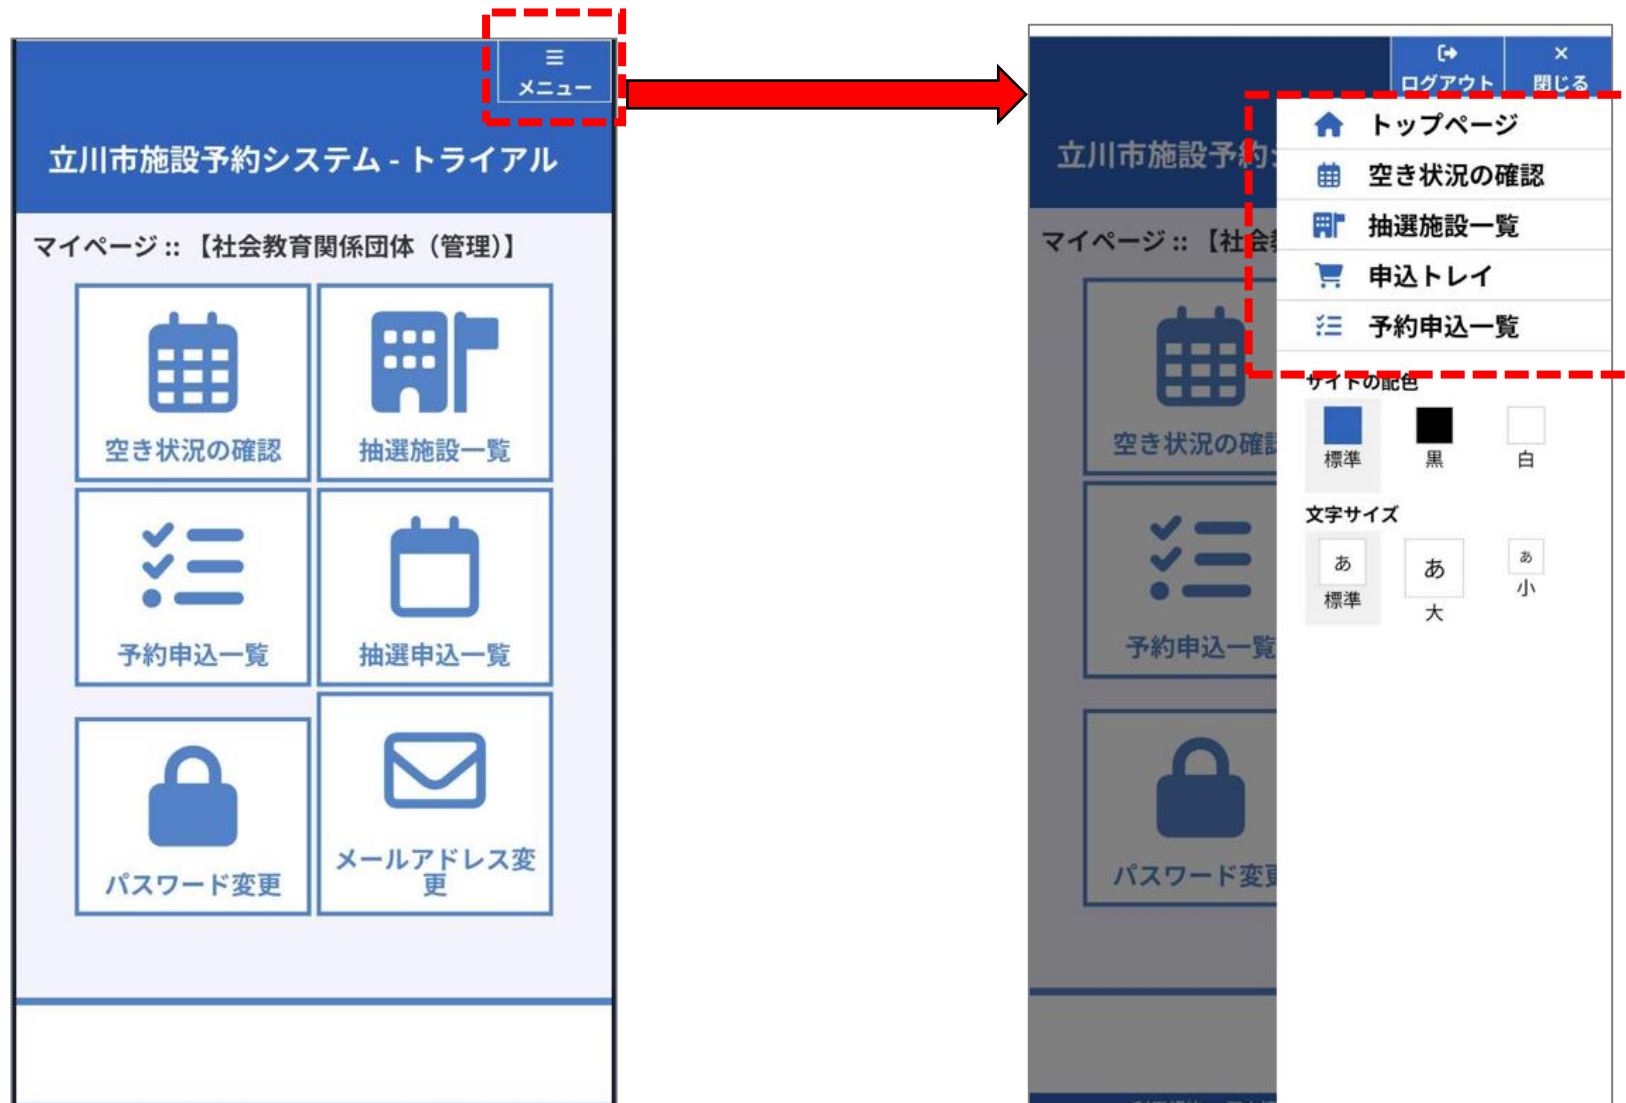 メニュー
立川市施設予約システム - トライアル
マイページ :: 【社会教育関係団体（管理）】
空き状況の確認
抽選施設一覧
予約申込一覧
抽選申込一覧
パスワード変更
メールアドレス変
更
ログアウト
閉じる
立川市施設予約
マイページ :: 【社会
空き状況の確
予約申込一覧
パスワード変
トップページ
空き状況の確認
抽選施設一覧
申込トレイ
予約申込一覧
サイトの配色
標準
黒
白
文字サイズ
あ
標準
あ
大
あ
小